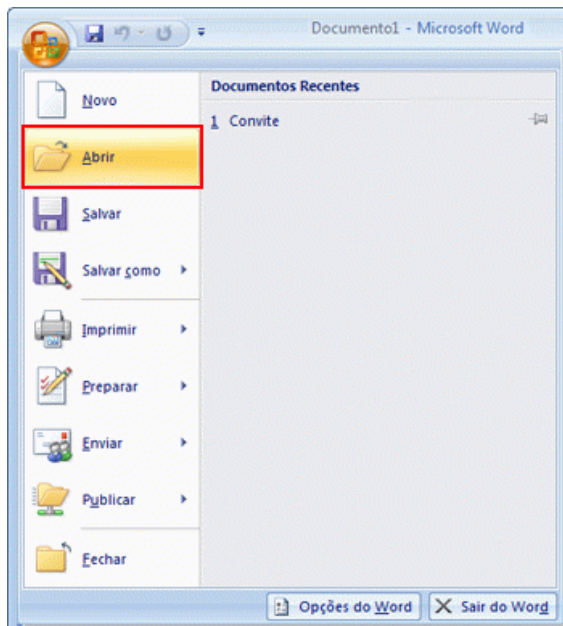 Documento1 - Microsoft Word
Novo
Abrir
Salvar
Salvar como
Imprimir
Preparar
Enviar
Publicar
Fechar
Documentos Recentes
1 Convite
Opções do Word
Sair do Word